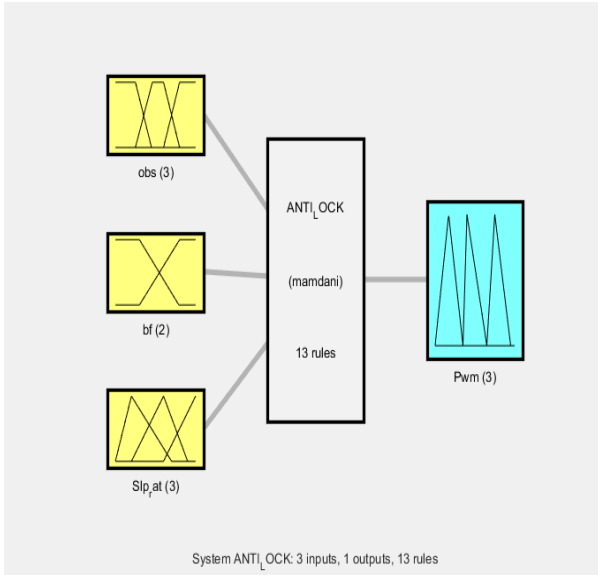 obs (3)
ANTI_LOCK
(mamdani)
bf (2)
13 rules
Pwm (3)
Slp_rat (3)
System ANTI_LOCK: 3 inputs, 1 outputs, 13 rules